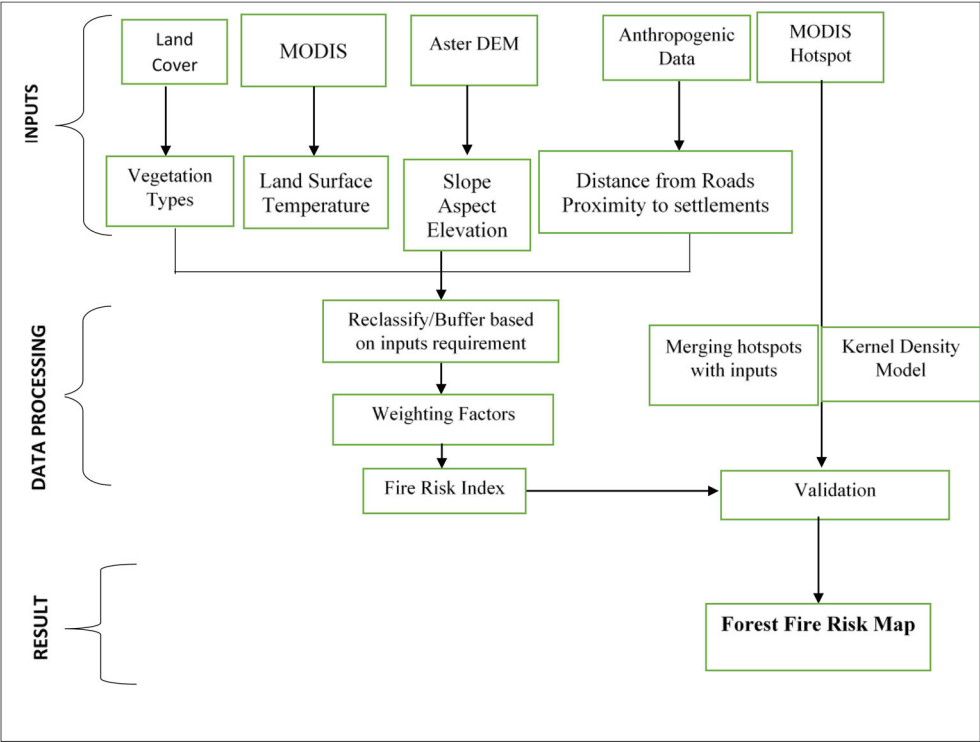 INPUTS
Land
Cover
MODIS
Aster DEM
Anthropogenic
Data
MODIS
Hotspot
Vegetation
Types
Land Surface
Temperature
Slope
Aspect
Elevation
Distance from Roads
Proximity to settlements
DATA PROCESSING
Reclassify/Buffer based
on inputs requirement
Merging hotspots
with inputs
Kernel Density
Model
Weighting Factors
Fire Risk Index
Validation
RESULT
Forest Fire Risk Map